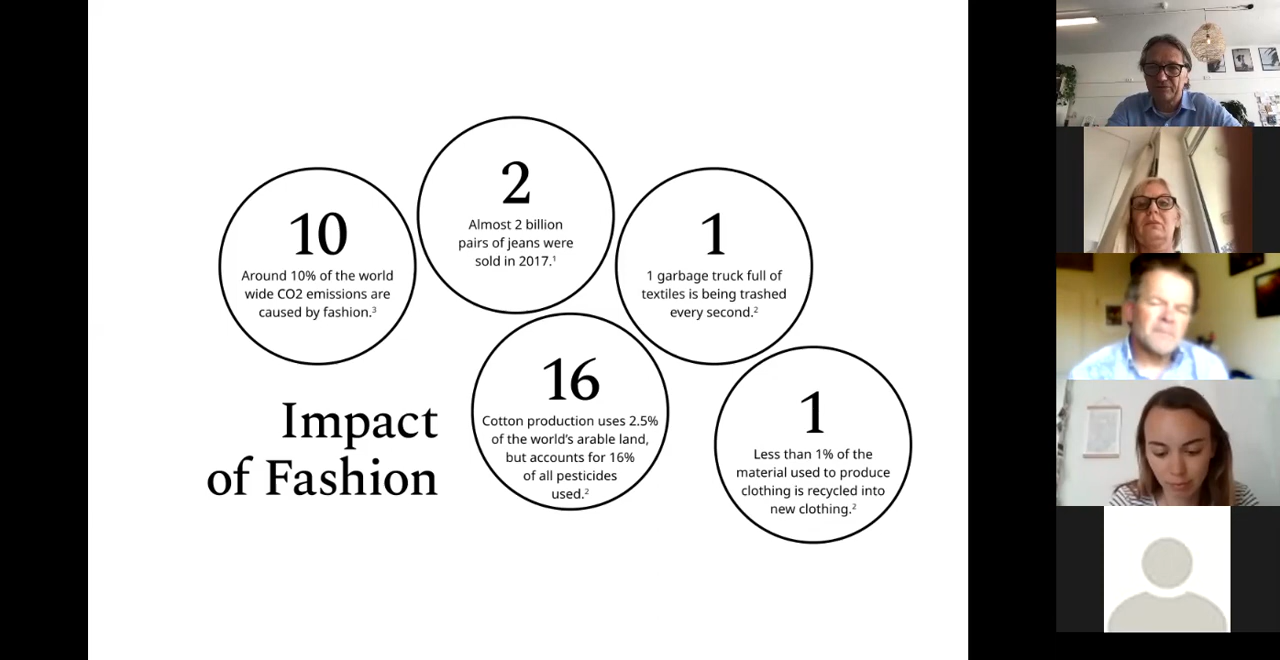 10
Around 10% of the world
wide CO2 emissions are
caused by fashion.³
2
Almost 2 billion
pairs of jeans were
sold in 2017.¹
1
1 garbage truck full of
textiles is being trashed
every second.²
Impact
of Fashion
16
Cotton production uses 2.5%
of the world’s arable land,
but accounts for 16%
of all pesticides
used.²
1
Less than 1% of the
material used to produce
clothing is recycled into
new clothing.²